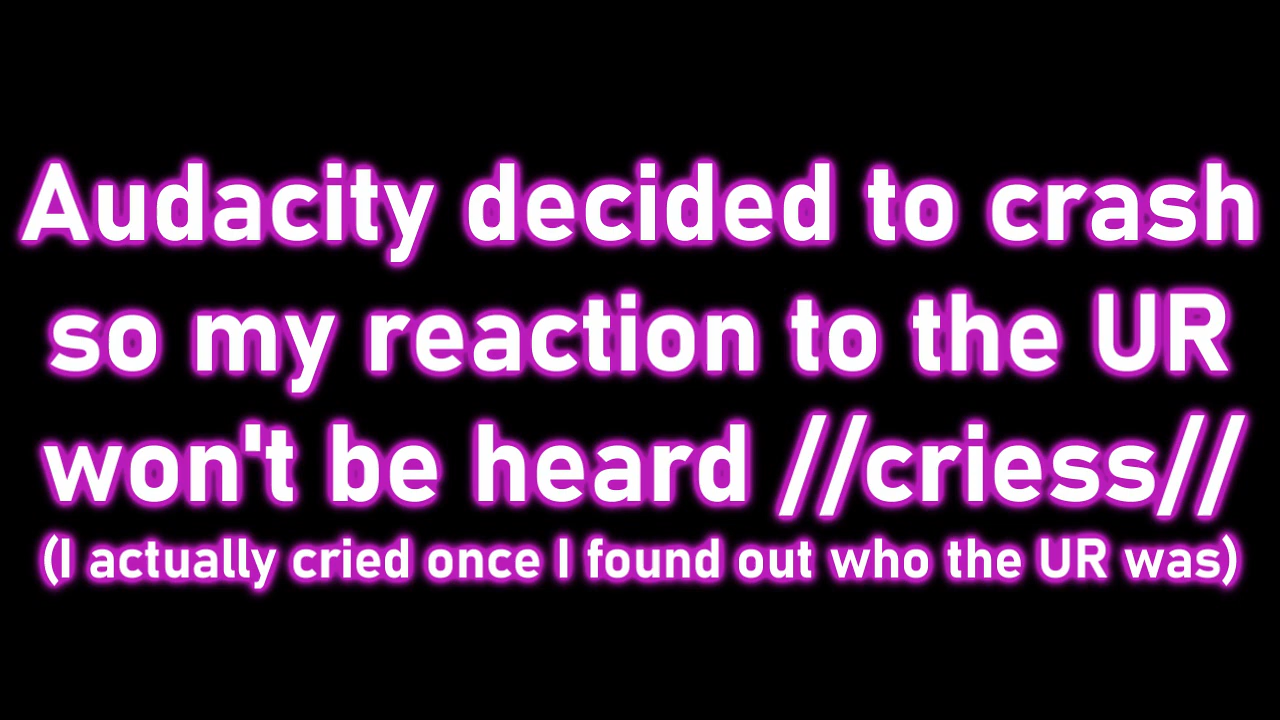 Audacity decided to crash
so my reaction to the UR
won't be heard //criess//
(I actually cried once I found out who the UR was)